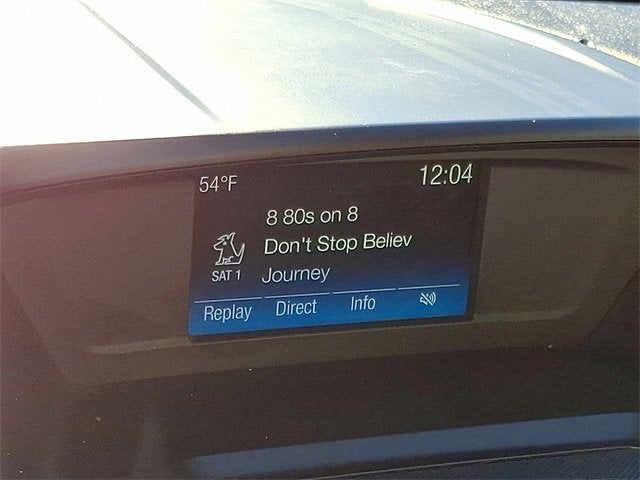 54°F 12:04
8 80s on 8
Don't Stop Believ
SAT 1 Journey
Replay Direct Info